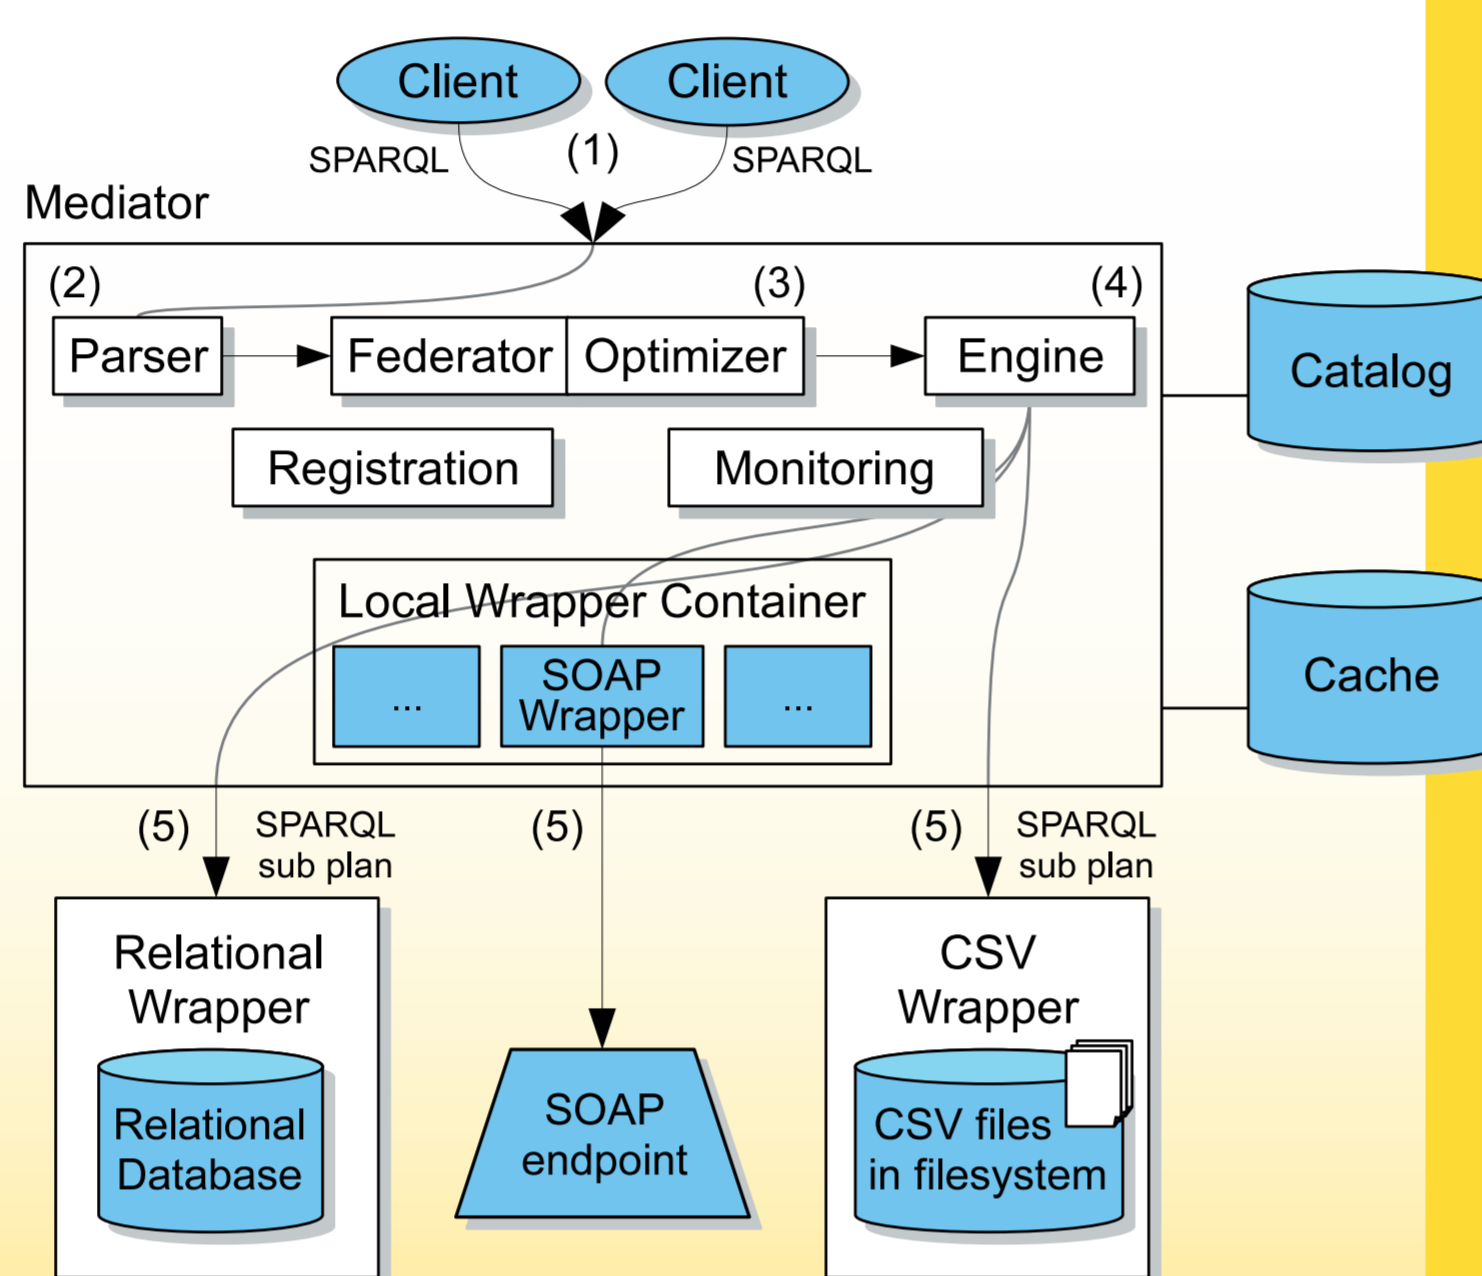 Client
Client
SPARQL
(1)
SPARQL
Mediator
(2)
(3)
(4)
Parser
Federator
Optimizer
Engine
Catalog
Registration
Monitoring
Local Wrapper Container
...
SOAP
Wrapper
...
Cache
(5)
SPARQL
sub plan
(5)
(5)
SPARQL
sub plan
Relational
Wrapper
Relational
Database
SOAP
endpoint
CSV
Wrapper
CSV files
in filesystem